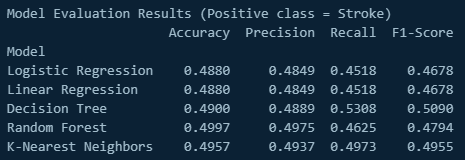 Model Evaluation Results (Positive class = Stroke)
Accuracy Precision Recall F1-Score
Model
Logistic Regression 0.4880 0.4849 0.4518 0.4678
Linear Regression 0.4880 0.4849 0.4518 0.4678
Decision Tree 0.4900 0.4889 0.5308 0.5090
Random Forest 0.4997 0.4975 0.4625 0.4794
K-Nearest Neighbors 0.4957 0.4937 0.4973 0.4955